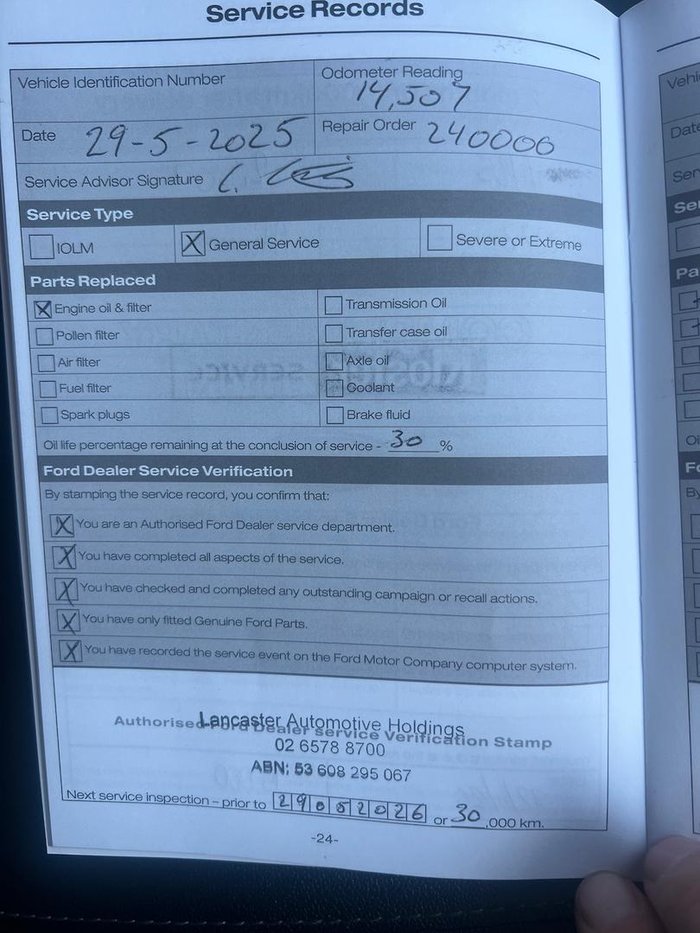 Service Records
Vehicle Identification Number
Odometer Reading
14,507
Date 29-5-2025
Repair Order 240006
Service Advisor Signature
Service Type
IOLM
X General Service
Severe or Extreme
Parts Replaced
X Engine oil & filter
Transmission Oil
Pollen filter
Transfer case oil
Air filter
Axle oil
Fuel filter
Coolant
Spark plugs
Brake fluid
Oil life percentage remaining at the conclusion of service - 30 %
Ford Dealer Service Verification
By stamping the service record, you confirm that:
X You are an Authorised Ford Dealer service department.
X You have completed all aspects of the service.
X You have checked and completed any outstanding campaign or recall actions.
X You have only fitted Genuine Ford Parts.
X You have recorded the service event on the Ford Motor Company computer system.
Lancaster Automotive Holdings
Authorised Ford Dealer Service Verification Stamp
02 6578 8700
ABN: 53 608 295 067
Next service inspection – prior to 29052026 or 30 ,000 km.
-24-